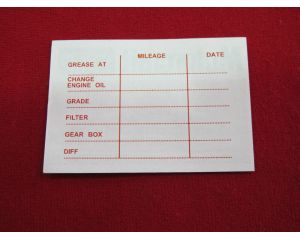 MILEAGE DATE
GREASE AT
CHANGE
ENGINE OIL
GRADE
FILTER
GEAR BOX
DIFF